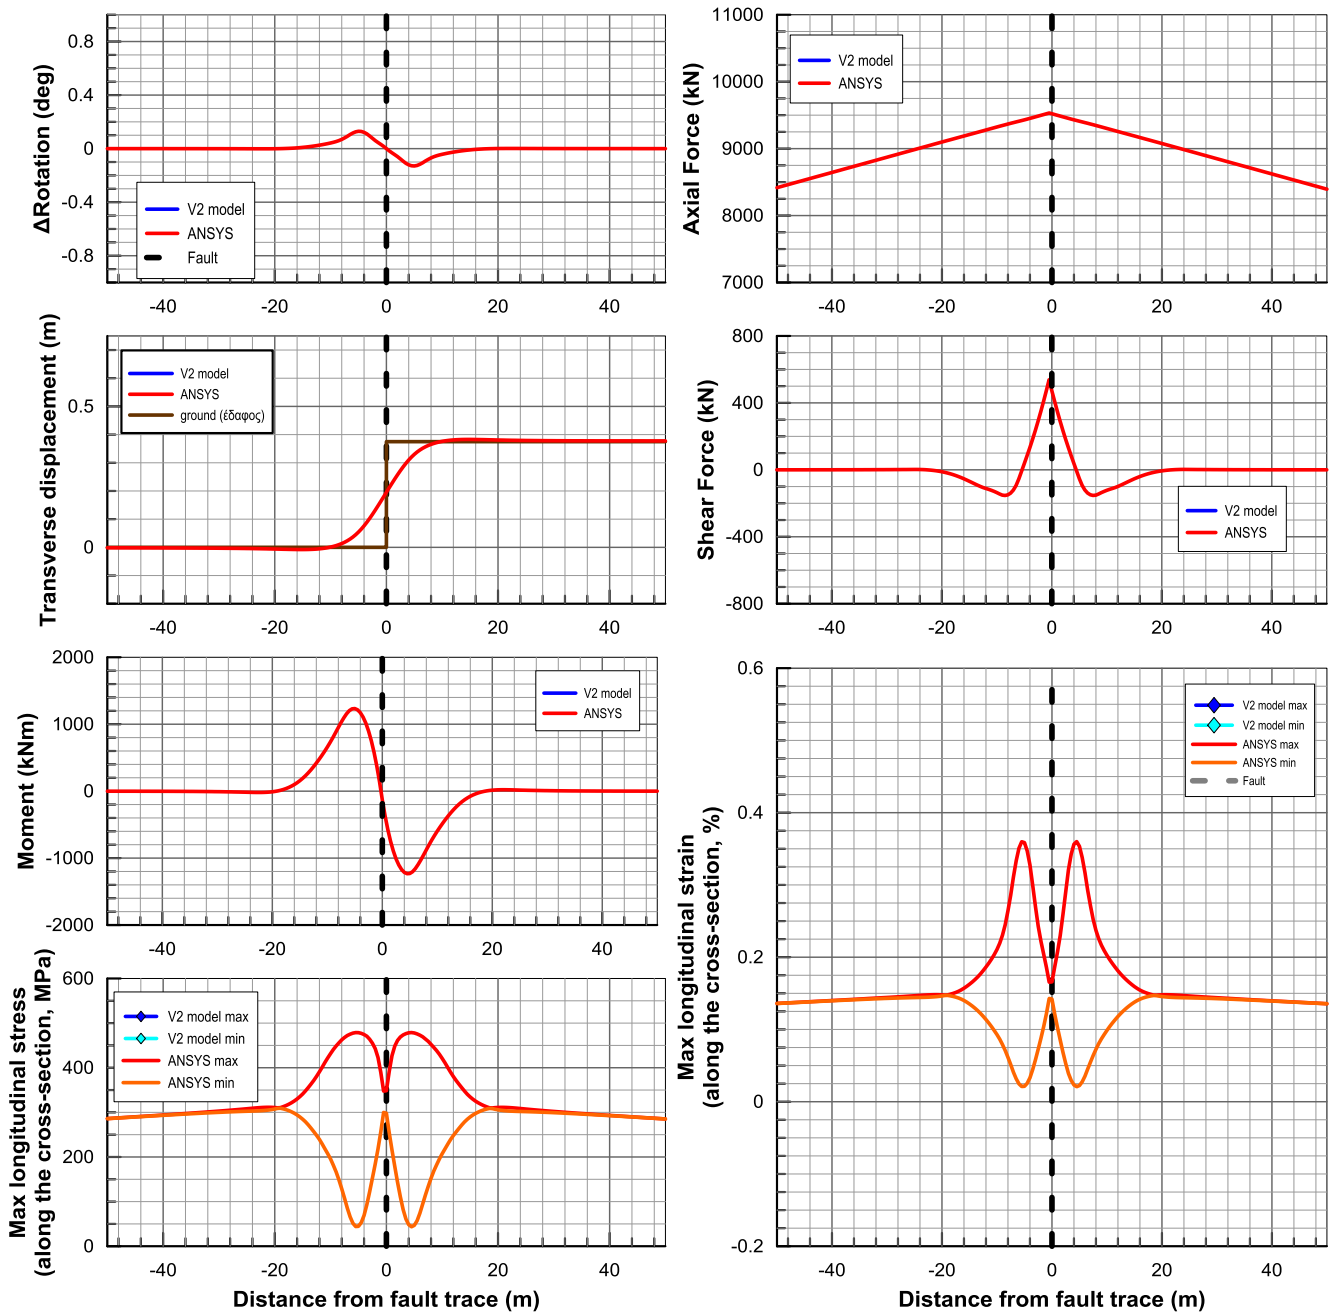 ΔRotation (deg)
0.8
0.4
0
-0.4
-0.8
V2 model
ANSYS
Fault
-40
-20
0
20
40
Axial Force (kN)
11000
10000
9000
8000
7000
V2 model
ANSYS
-40
-20
0
20
40
Transverse displacement (m)
0.5
0
V2 model
ANSYS
ground (έδαφος)
-40
-20
0
20
40
Shear Force (kN)
800
400
0
-400
-800
V2 model
ANSYS
-40
-20
0
20
40
Moment (kNm)
2000
1000
0
-1000
-2000
V2 model
ANSYS
-40
-20
0
20
40
Max longitudinal strain
(along the cross-section, %)
0.6
0.4
0.2
0
-0.2
V2 model max
V2 model min
ANSYS max
ANSYS min
Fault
-40
-20
0
20
40
Distance from fault trace (m)
Max longitudinal stress
(along the cross-section, MPa)
600
400
200
0
V2 model max
V2 model min
ANSYS max
ANSYS min
-40
-20
0
20
40
Distance from fault trace (m)